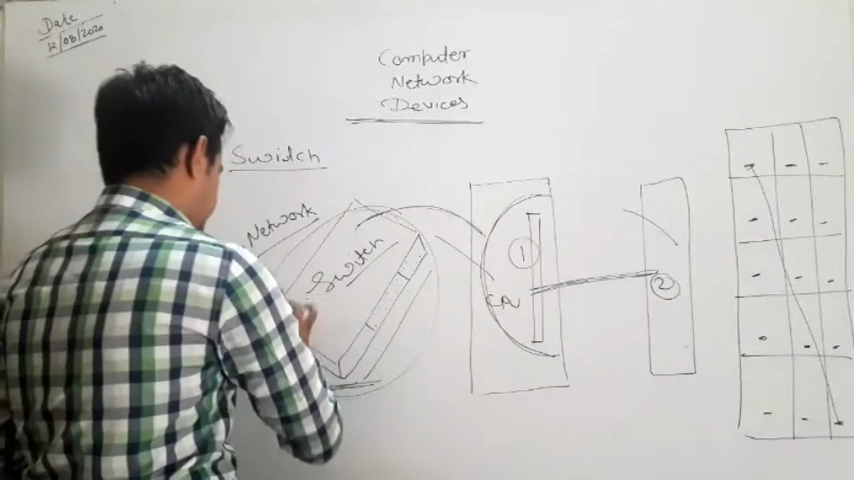 Date
12/08/2020
Computer
Network
Devices
Switch
Network
Switch
1
2